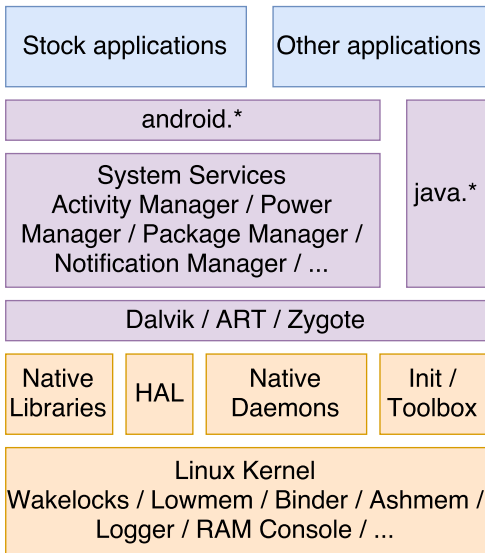 Stock applications
Other applications
android.*
java.*
System Services
Activity Manager / Power
Manager / Package Manager /
Notification Manager / ...
Dalvik / ART / Zygote
Native
Libraries
HAL
Native
Daemons
Init /
Toolbox
Linux Kernel
Wakelocks / Lowmem / Binder / Ashmem /
Logger / RAM Console / ...